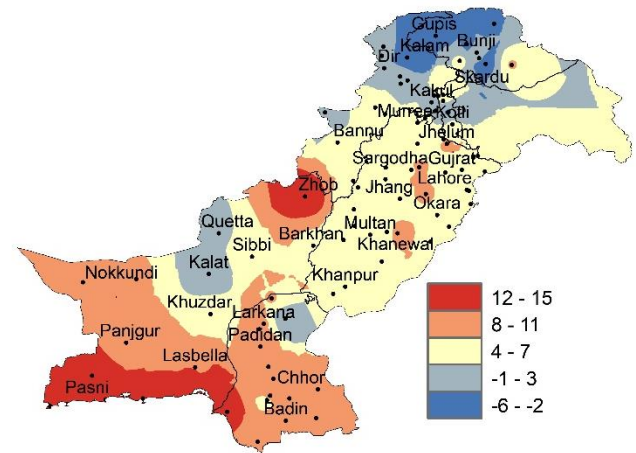 Gupis
Kalam
Bunji
Dir
Skardu
Kakul
Murree
Kotli
Bannu
Jhelum
Sargodha
Gujrat
Zhob
Jhang
Lahore
Okara
Quetta
Multan
Barkhan
Sibbi
Khanewal
Kalat
Nokkundi
Khanpur
Khuzdar
Larkana
Padidan
Panjgur
Lasbella
Pasni
Chhor
Badin
12 - 15
8 - 11
4 - 7
-1 - 3
-6 - -2